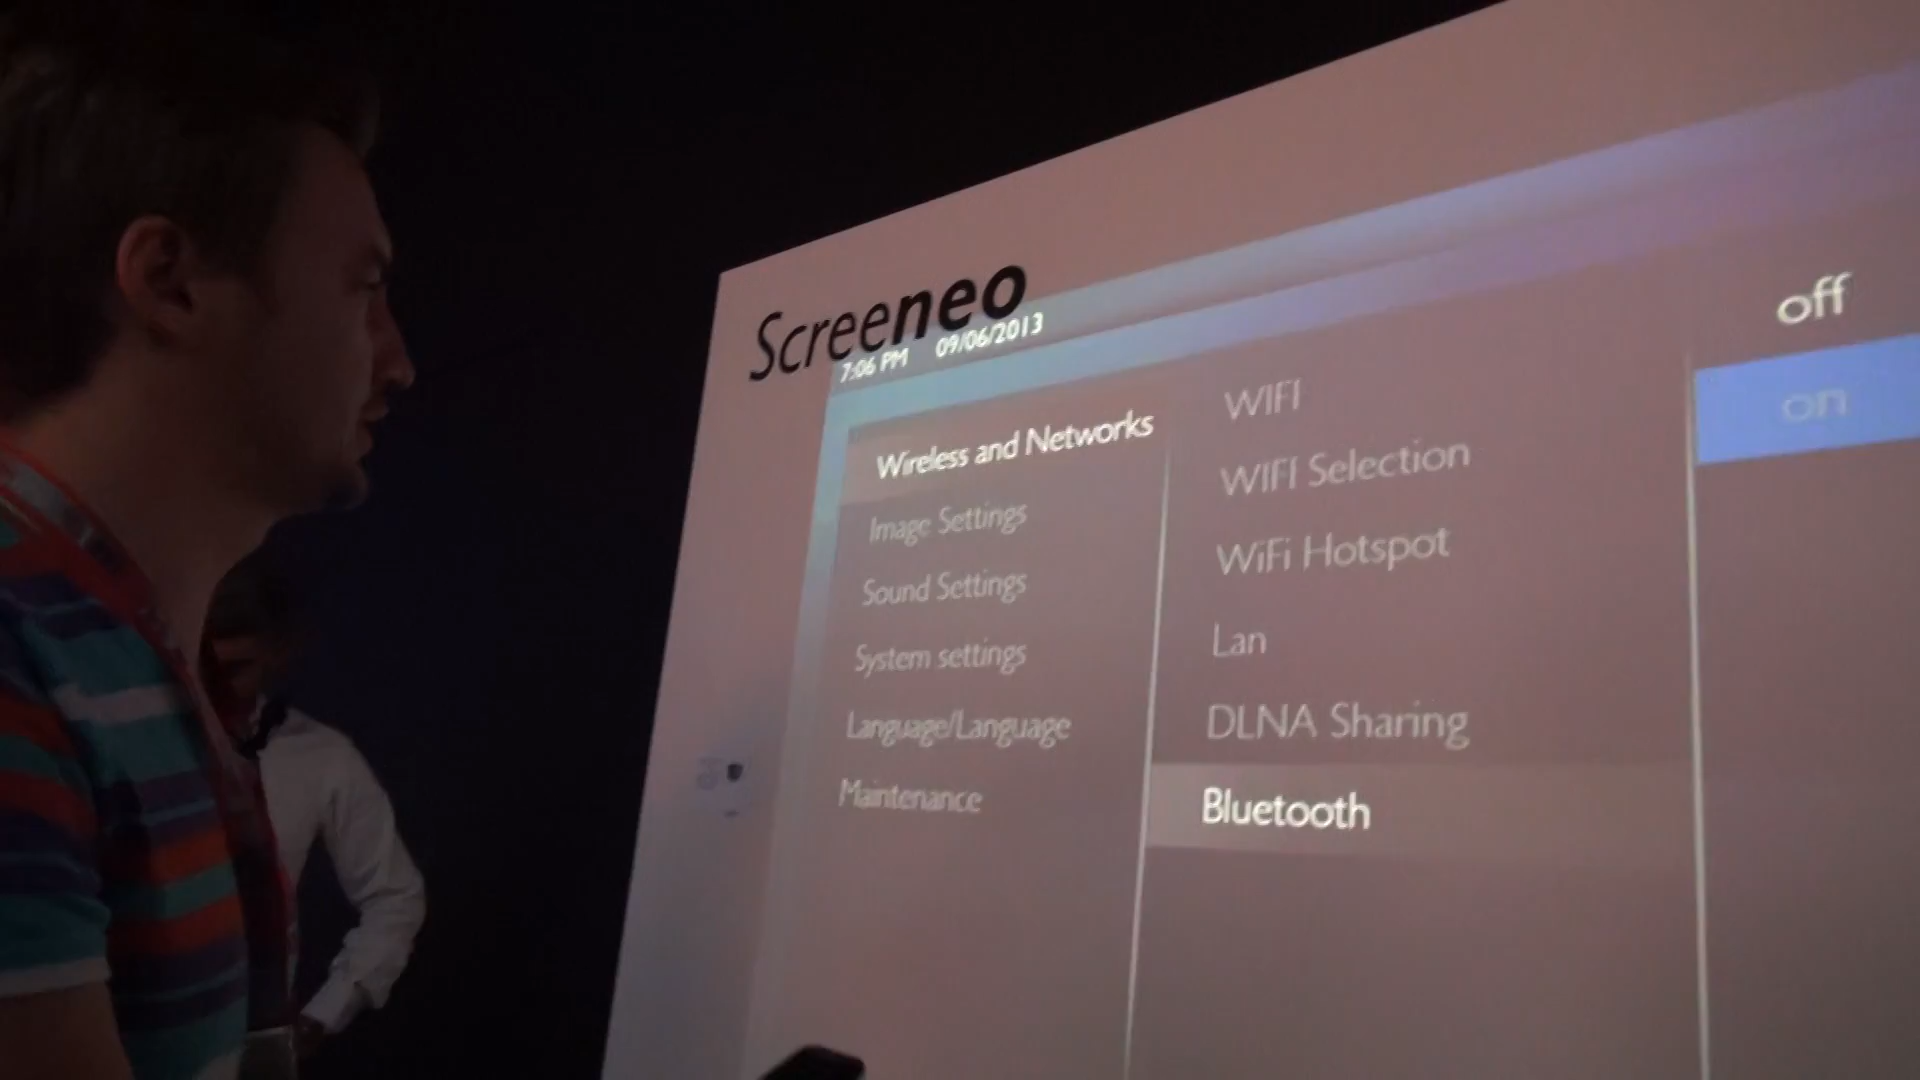 Screeneo
7:06 PM 09/06/2013
Wireless and Networks
Image Settings
Sound Settings
System settings
Language/Language
Maintenance
WIFI
WIFI Selection
WiFi Hotspot
Lan
DLNA Sharing
Bluetooth
off
on